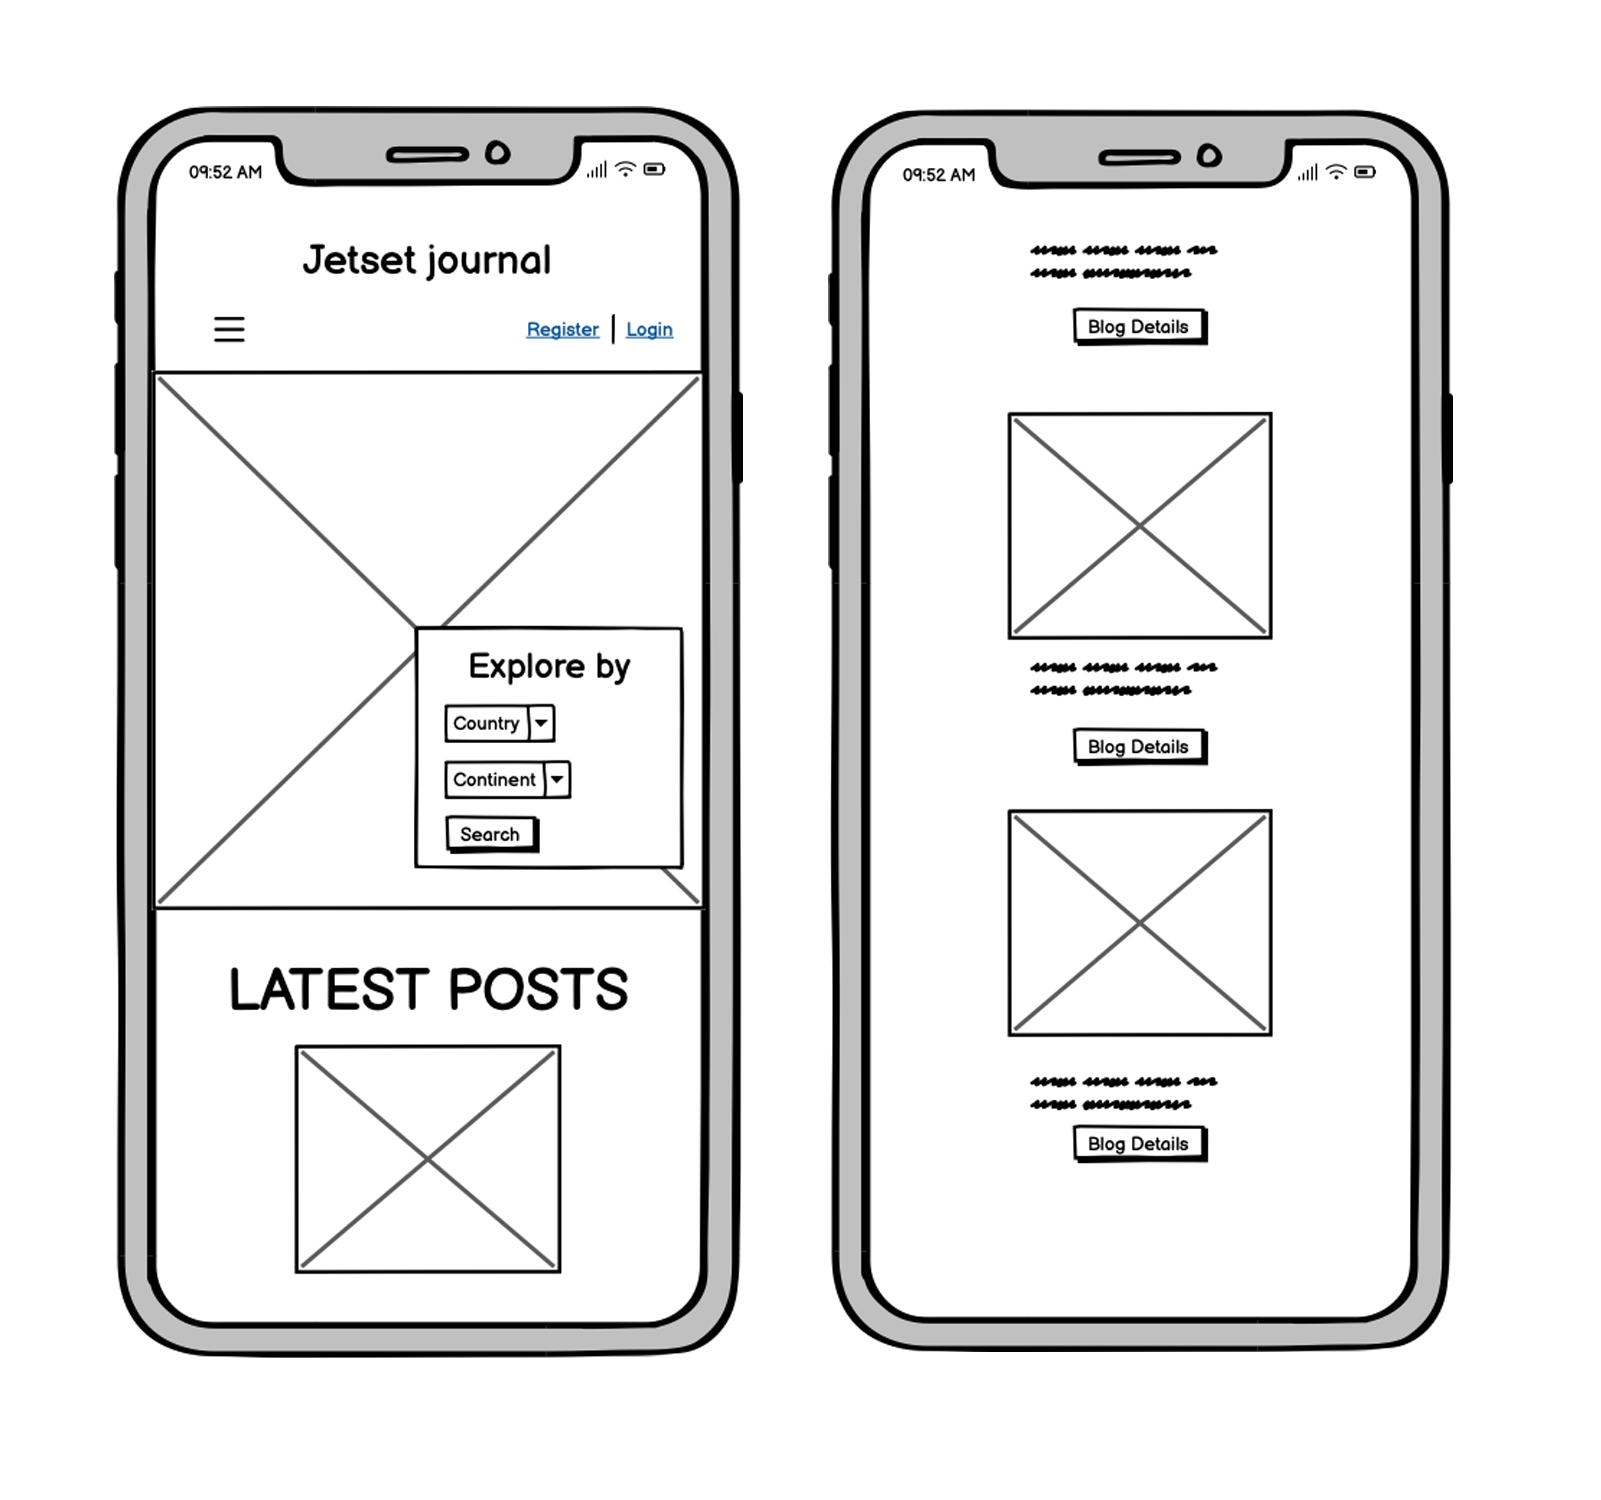 09:52 AM
Jetset journal
Register | Login
Explore by
Country
Continent
Search
LATEST POSTS
09:52 AM
Blog Details
Blog Details
Blog Details